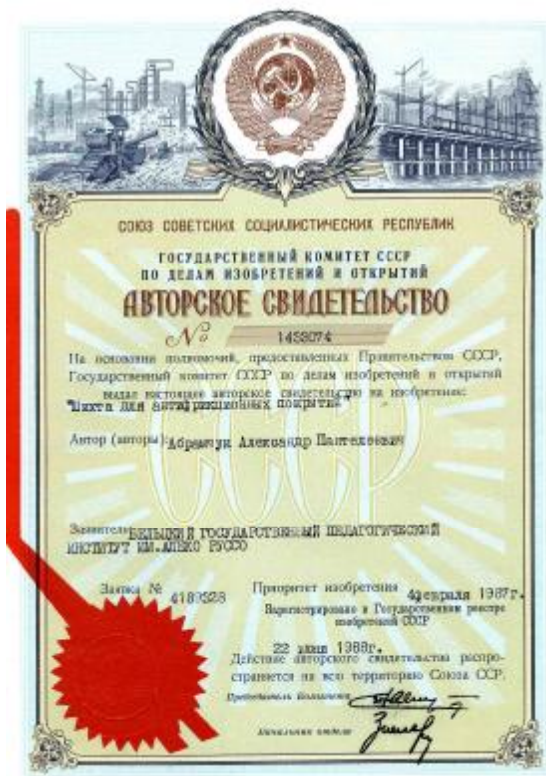 СОЮЗ СОВЕТСКИХ СОЦИАЛИСТИЧЕСКИХ РЕСПУБЛИК
ГОСУДАРСТВЕННЫЙ КОМИТЕТ СССР
ПО ДЕЛАМ ИЗОБРЕТЕНИЙ И ОТКРЫТИЙ
АВТОРСКОЕ СВИДЕТЕЛЬСТВО
№
На основании полномочий, предоставленных Правительством СССР,
Государственный комитет СССР по делам изобретений и открытий
выдал настоящее авторское свидетельство на изобретение:
"Шихта для антифрикционных покрытий"
Автор (авторы): Абрамчук Александр Пантелеевич
СССР
Заявитель: БЕЛЬЦКИЙ ГОСУДАРСТВЕННЫЙ ПЕДАГОГИЧЕСКИЙ
ИНСТИТУТ ИМ.АЛЕКО РУССО
Заявка № Приоритет изобретения 4 февраля 1987г.
Зарегистрировано в Государственном реестре
изобретений СССР
22 1988г.
Действие авторского свидетельства распро-
страняется на всю территорию Союза ССР.
Председатель Комитета
Начальник отдела